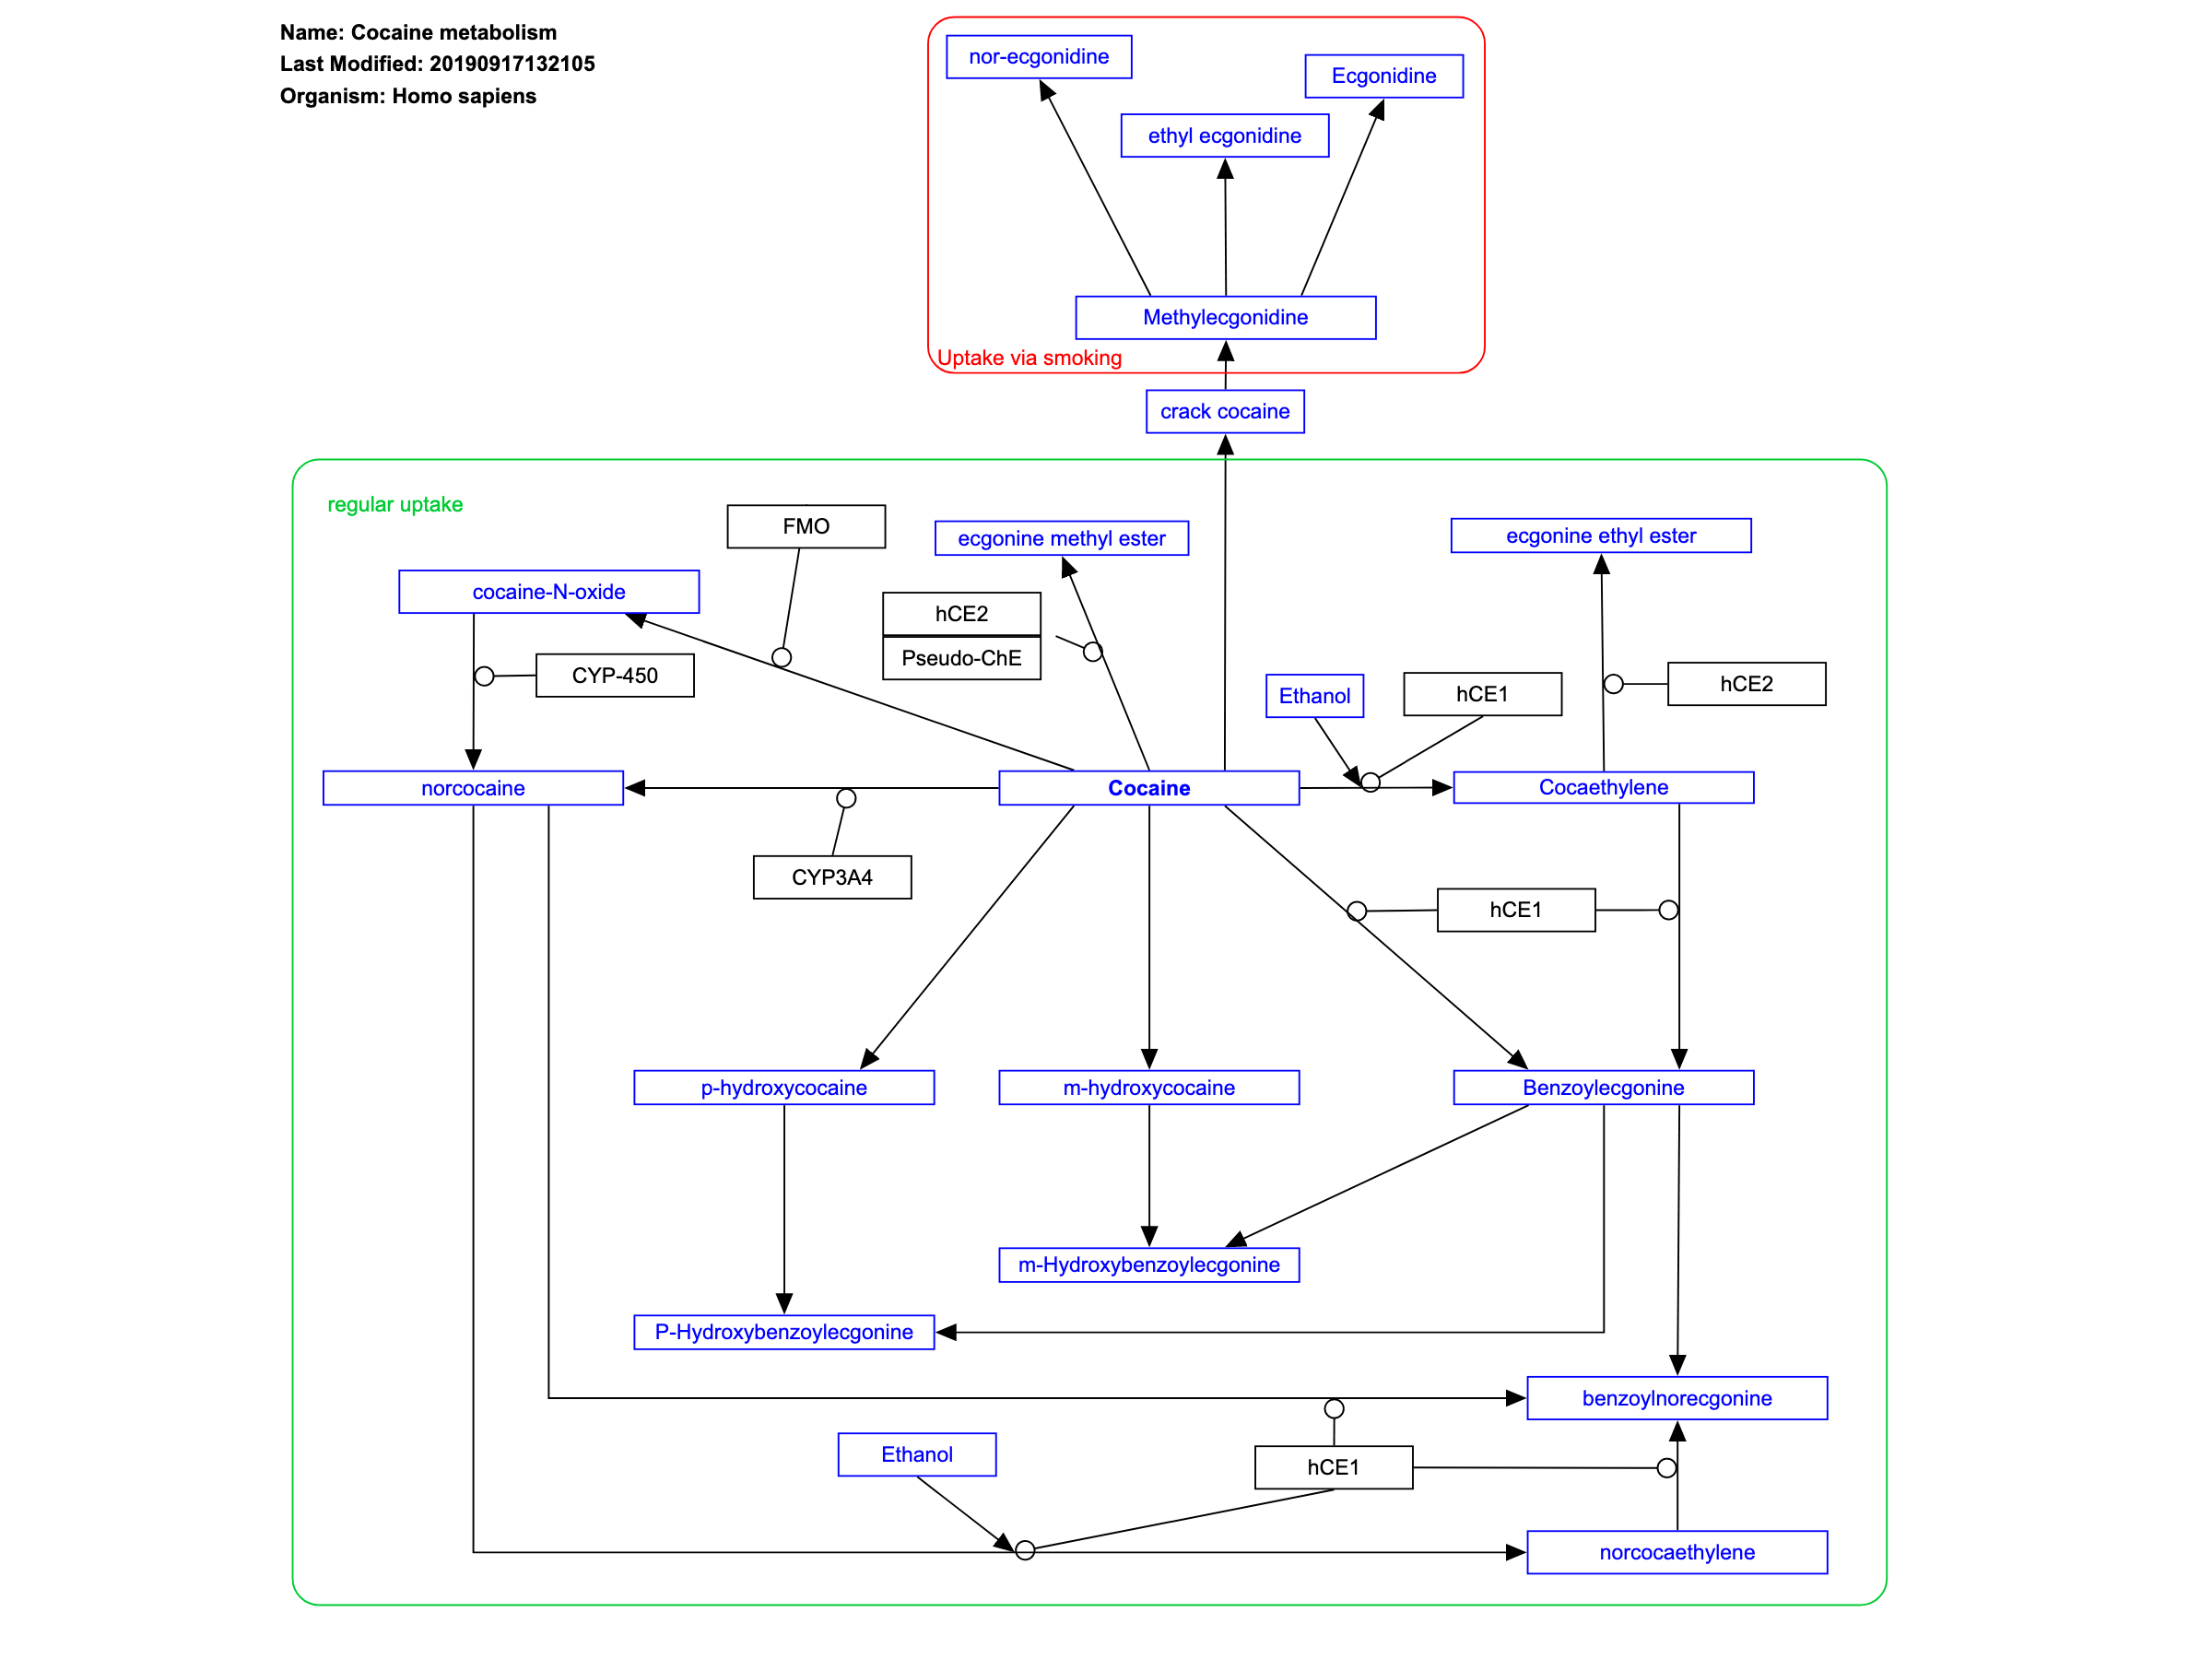 Name: Cocaine metabolism
Last Modified: 20190917132105
Organism: Homo sapiens
nor-ecgonidine
Ecgonidine
ethyl ecgonidine
Methylecgonidine
Uptake via smoking
crack cocaine
regular uptake
FMO
ecgonine methyl ester
ecgonine ethyl ester
cocaine-N-oxide
hCE2
Pseudo-ChE
CYP-450
Ethanol
hCE1
hCE2
norcocaine
Cocaine
Cocaethylene
CYP3A4
hCE1
p-hydroxycocaine
m-hydroxycocaine
Benzoylecgonine
m-Hydroxybenzoylecgonine
P-Hydroxybenzoylecgonine
benzoylnorecgonine
Ethanol
hCE1
norcocaethylene